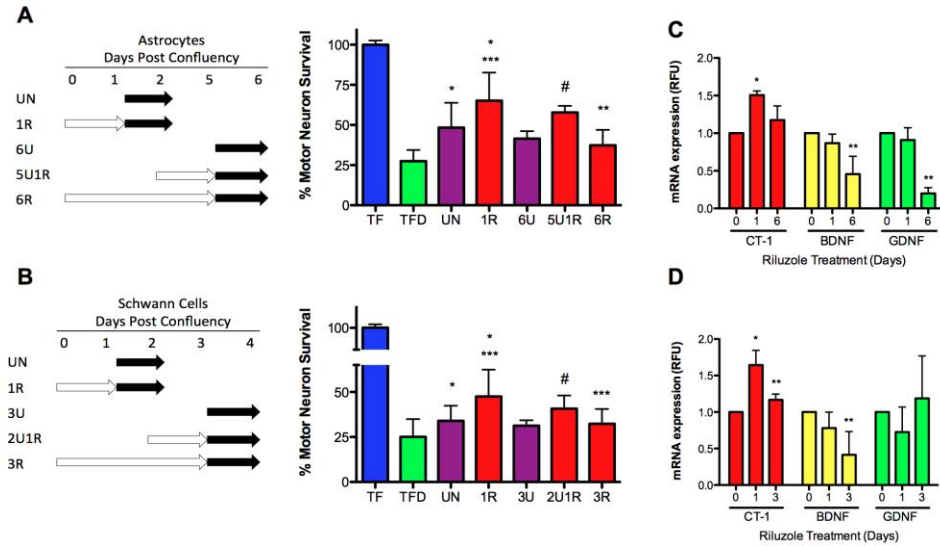 A
Astrocytes
Days Post Confluency
0 1 2 5 6
UN
1R
6U
5U1R
6R
% Motor Neuron Survival
100
75
50
25
0
* * *** # **
TF TFD UN 1R 6U 5U1R 6R
B
Schwann Cells
Days Post Confluency
0 1 2 3 4
UN
1R
3U
2U1R
3R
% Motor Neuron Survival
100
50
25
0
* * *** # ***
TF TFD UN 1R 3U 2U1R 3R
C
mRNA expression (RFU)
2.0
1.5
1.0
0.5
0.0
* ** **
0 1 6 0 1 6 0 1 6
CT-1 BDNF GDNF
Riluzole Treatment (Days)
D
mRNA expression (RFU)
2.0
1.5
1.0
0.5
0.0
* ** **
0 1 3 0 1 3 0 1 3
CT-1 BDNF GDNF
Riluzole Treatment (Days)